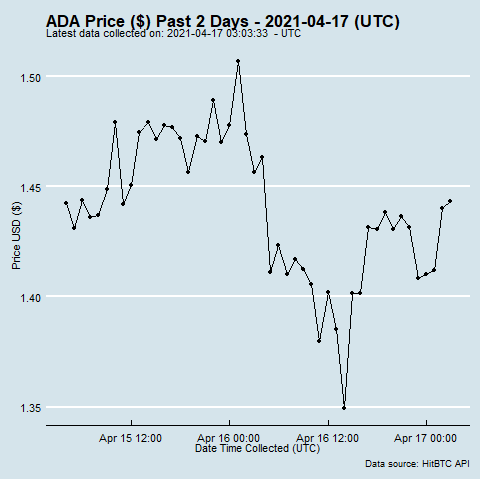 ADA Price ($) Past 2 Days - 2021-04-17 (UTC)
Latest data collected on: 2021-04-17 03:03:33 - UTC
1.50
1.45
1.40
1.35
Price USD ($)
Apr 15 12:00 Apr 16 00:00 Apr 16 12:00 Apr 17 00:00
Date Time Collected (UTC)
Data source: HitBTC API